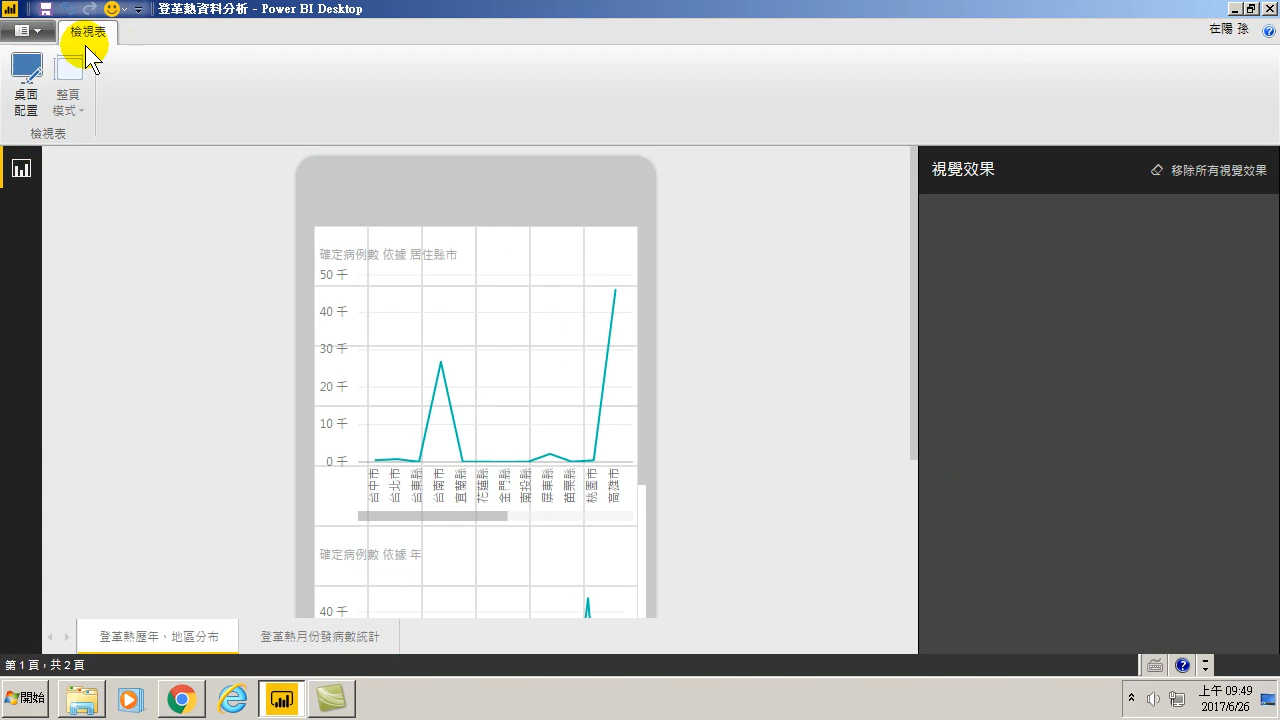 登革熱資料分析 - Power BI Desktop
檢視表
在陽 孫
桌面
配置
整頁
模式
檢視表
視覺效果
移除所有視覺效果
確定病例數 依據 居住縣市
50 千
40 千
30 千
20 千
10 千
0 千
台中市
台北市
台東縣
台南市
宜蘭縣
花蓮縣
金門縣
南投縣
屏東縣
苗栗縣
桃園市
高雄市
確定病例數 依據 年
40 千
登革熱歷年、地區分布
登革熱月份發病數統計
第 1 頁，共 2 頁
開始
上午 09:49
2017/6/26